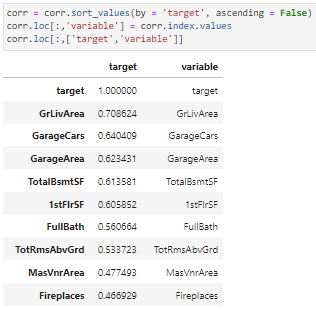 corr = corr.sort_values(by = 'target', ascending = False)
corr.loc[:,'variable'] = corr.index.values
corr.loc[:,['target','variable']]
target variable
target 1.000000 target
GrLivArea 0.708624 GrLivArea
GarageCars 0.640409 GarageCars
GarageArea 0.623431 GarageArea
TotalBsmtSF 0.613581 TotalBsmtSF
1stFlrSF 0.605852 1stFlrSF
FullBath 0.560664 FullBath
TotRmsAbvGrd 0.533723 TotRmsAbvGrd
MasVnrArea 0.477493 MasVnrArea
Fireplaces 0.466929 Fireplaces